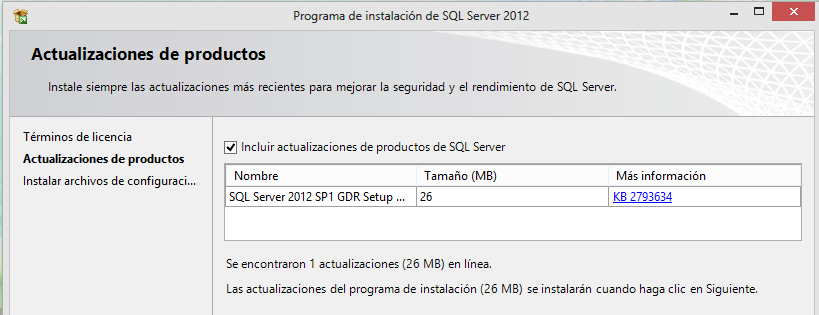 Programa de instalación de SQL Server 2012
Actualizaciones de productos
Instale siempre las actualizaciones más recientes para mejorar la seguridad y el rendimiento de SQL Server.
Términos de licencia
Actualizaciones de productos
Instalar archivos de configuraci...
Incluir actualizaciones de productos de SQL Server
Nombre Tamaño (MB) Más información
SQL Server 2012 SP1 GDR Setup ... 26 KB 2793634
Se encontraron 1 actualizaciones (26 MB) en línea.
Las actualizaciones del programa de instalación (26 MB) se instalarán cuando haga clic en Siguiente.